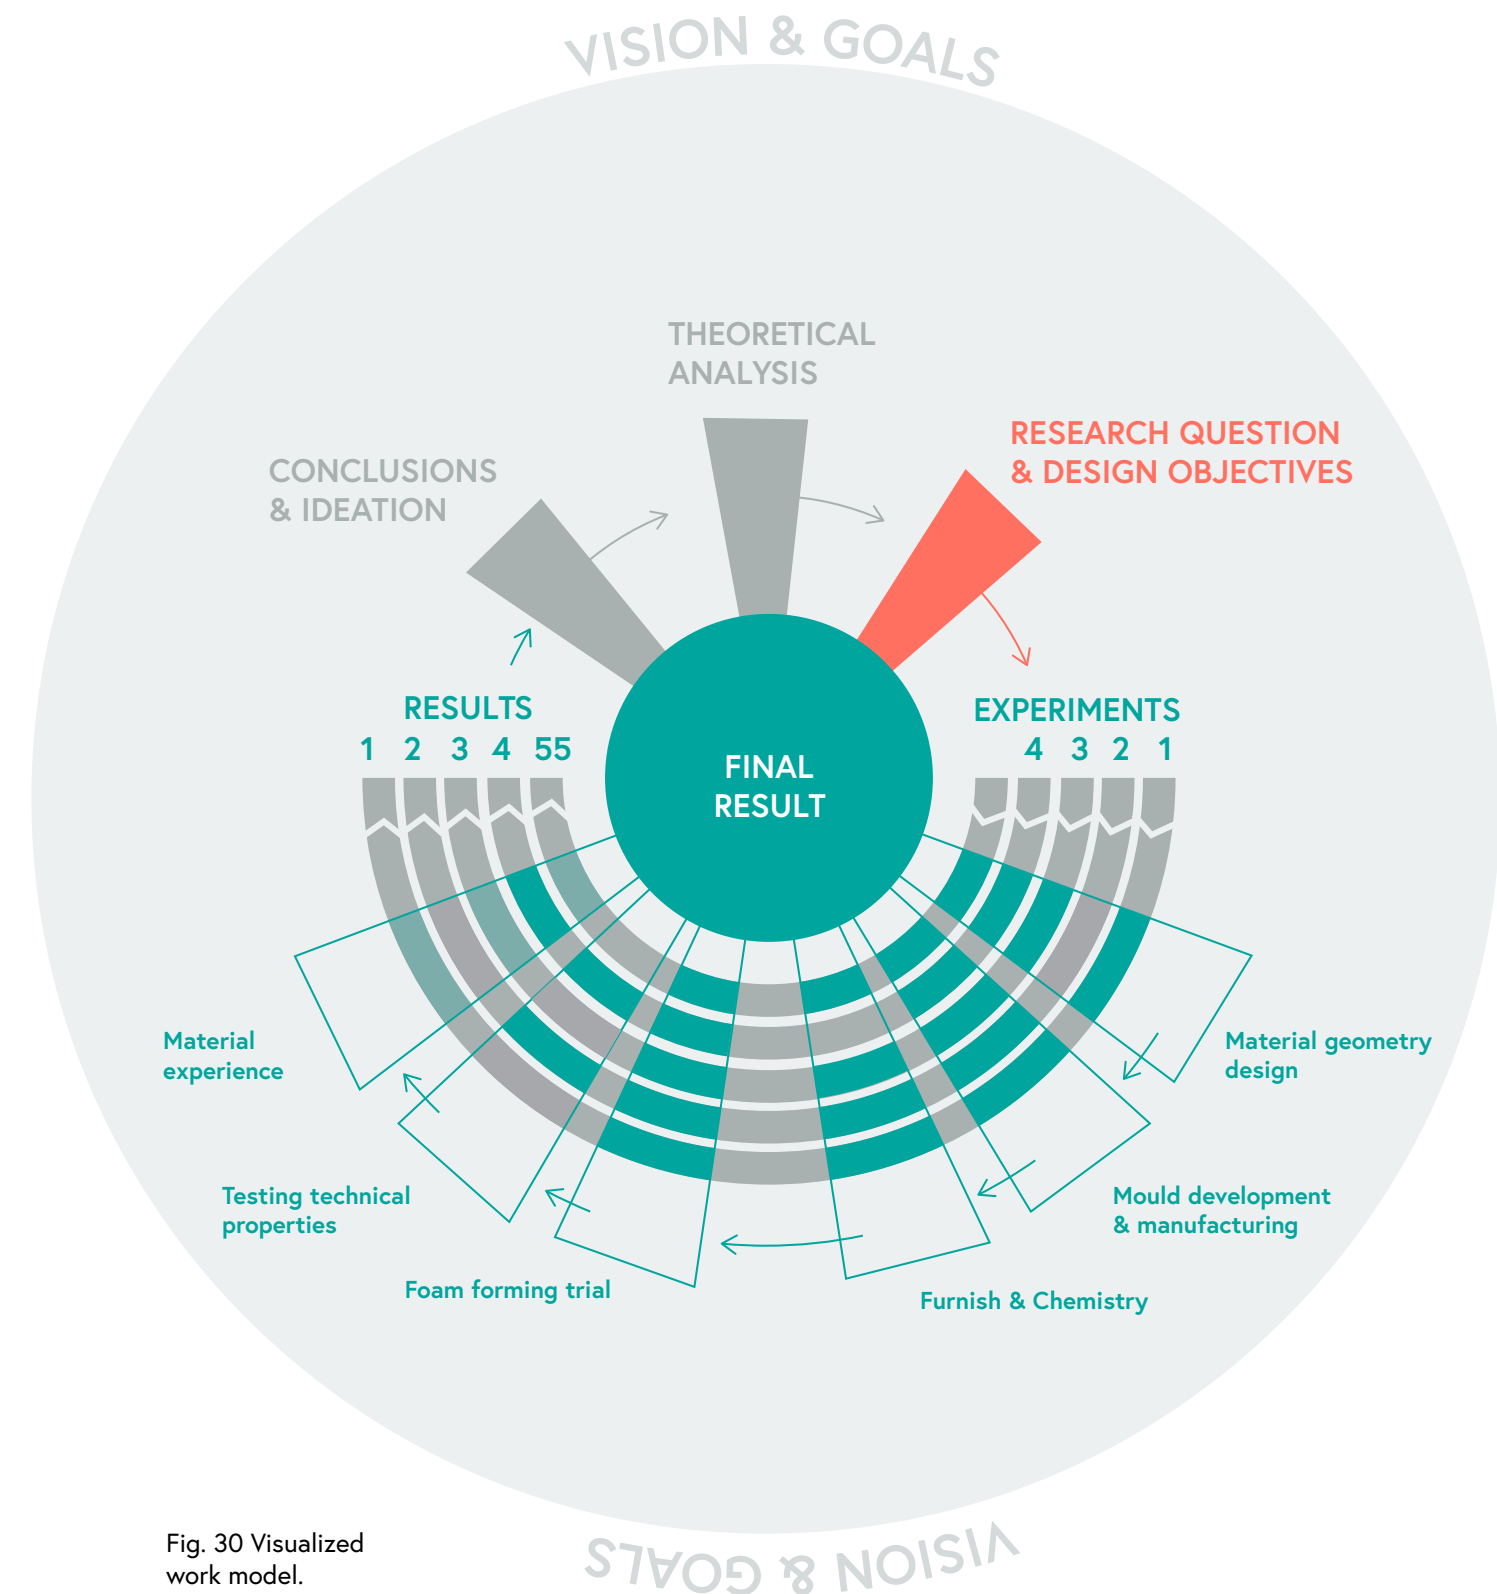 VISION & GOALS
THEORETICAL
ANALYSIS
RESEARCH QUESTION
& DESIGN OBJECTIVES
CONCLUSIONS
& IDEATION
RESULTS
1 2 3 4 55
EXPERIMENTS
4 3 2 1
FINAL
RESULT
Material
experience
Material geometry
design
Testing technical
properties
Mould development
& manufacturing
Foam forming trial
Furnish & Chemistry
VISION & GOALS
Fig. 30 Visualized
work model.